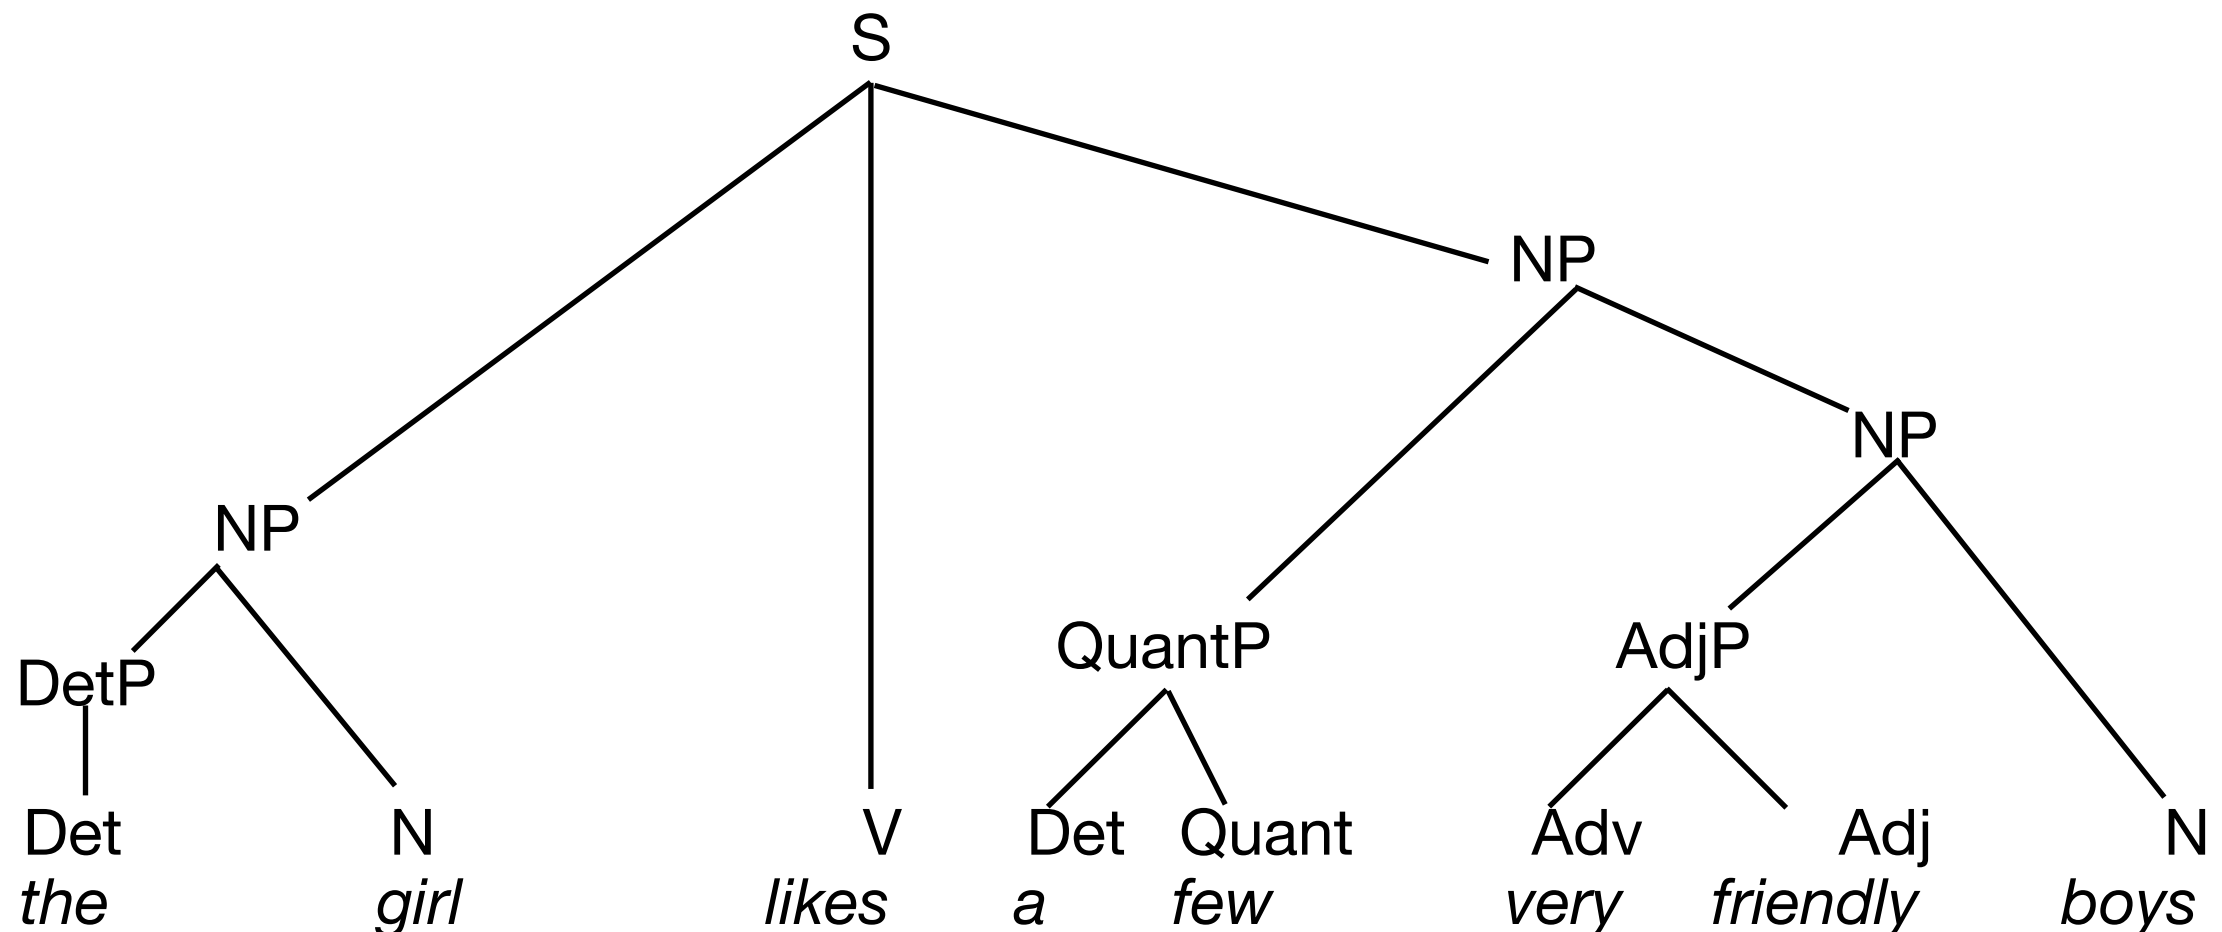 S
NP
NP
NP
QuantP AdjP
DetP
Det N V Det Quant Adv Adj N
the girl likes a few very friendly boys